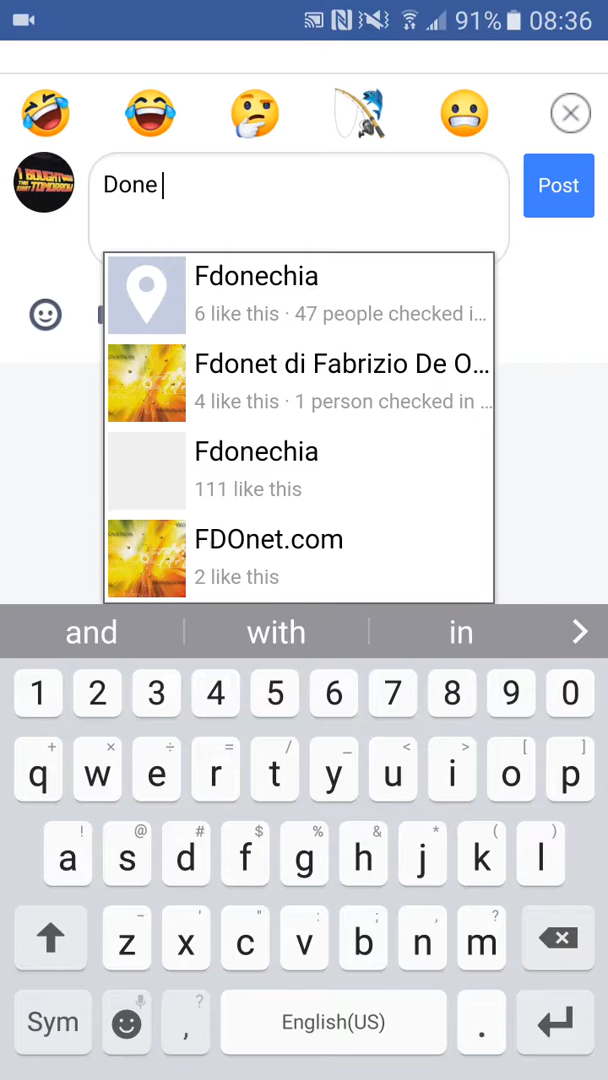 91% 08:36
I BOUGHT
TOMORROW
Done
Post
Fdonechia
6 like this · 47 people checked i...
Fdonet di Fabrizio De O...
4 like this · 1 person checked in ...
Fdonechia
111 like this
FDOnet.com
2 like this
and with in
1 2 3 4 5 6 7 8 9 0
+ × ÷ = / _ < > [ ]
q w e r t y u i o p
! @ # $ % ^ & * ( )
a s d f g h j k l
- ' " : ; , ?
z x c v b n m
Sym , ? English(US) .